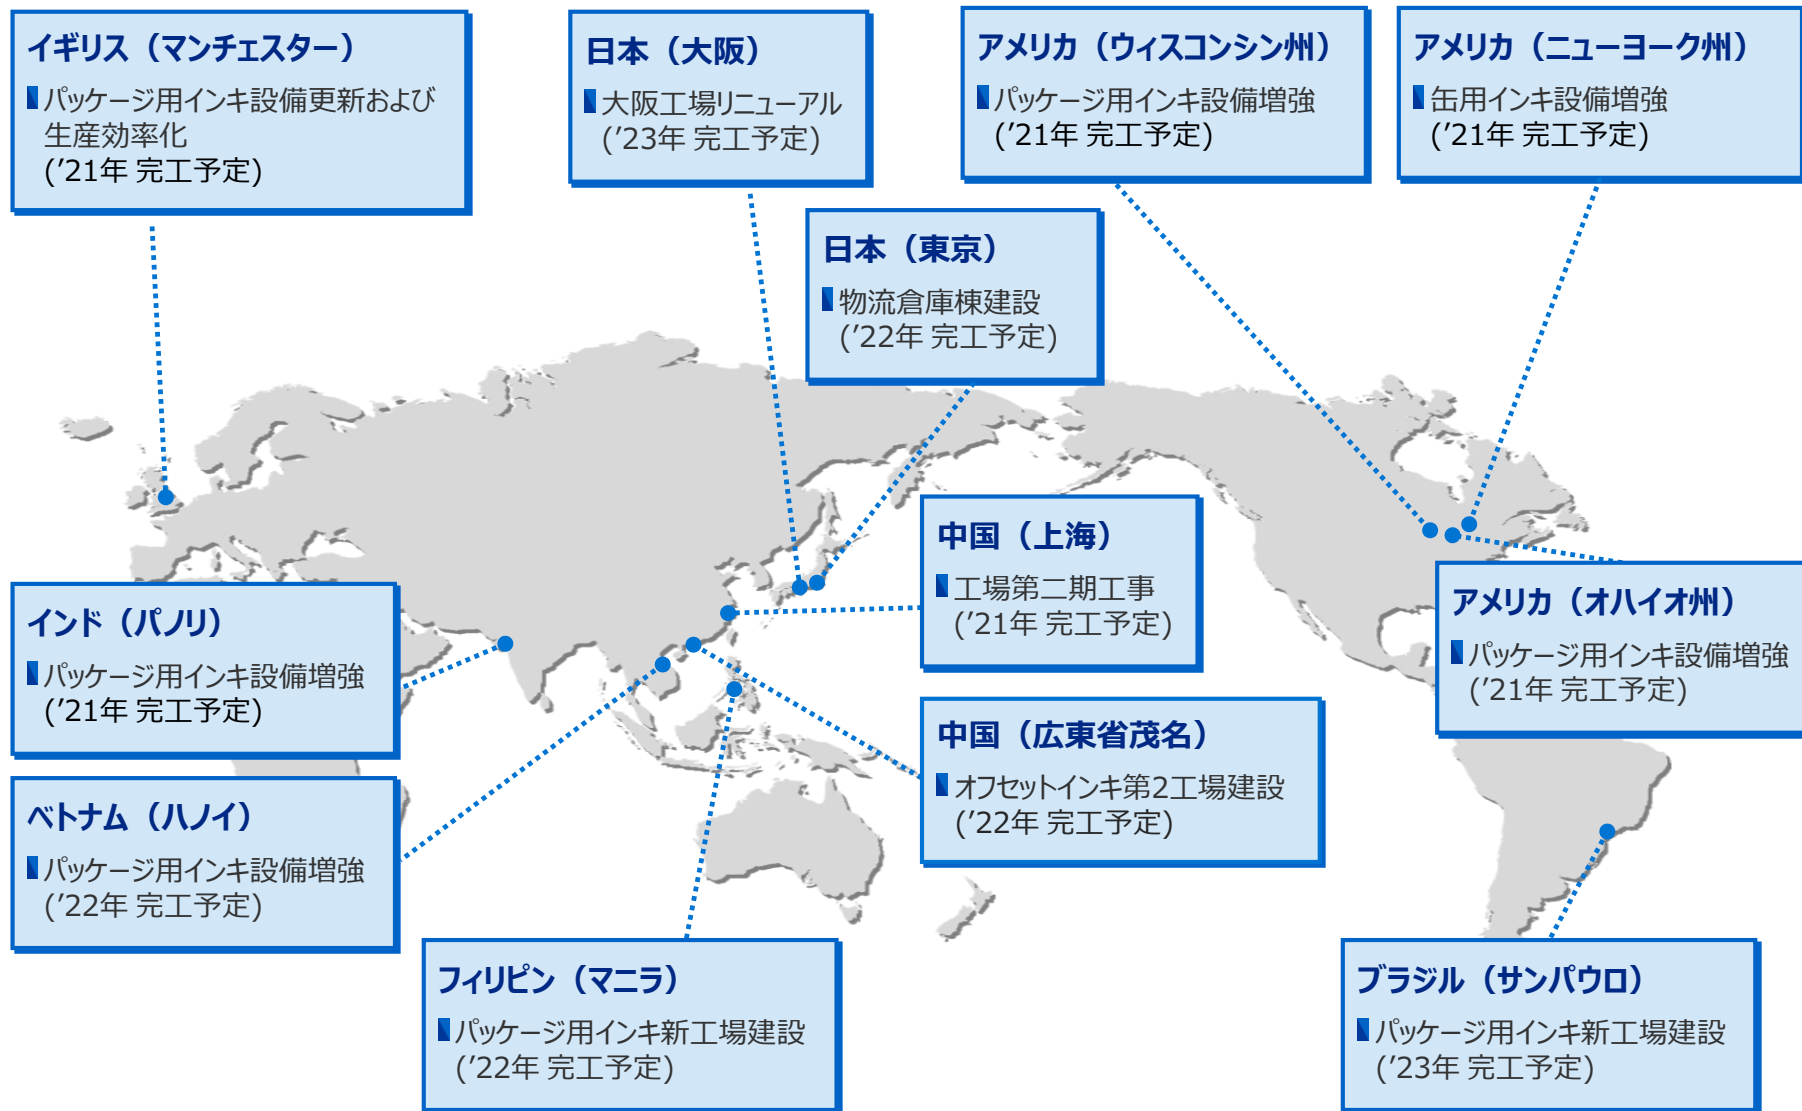 イギリス（マンチェスター）
パッケージ用インキ設備更新および
生産効率化
(’21年 完工予定)
日本（大阪）
大阪工場リニューアル
(’23年 完工予定)
アメリカ（ウィスコンシン州）
パッケージ用インキ設備増強
(’21年 完工予定)
アメリカ（ニューヨーク州）
缶用インキ設備増強
(’21年 完工予定)
日本（東京）
物流倉庫棟建設
(’22年 完工予定)
中国（上海）
工場第二期工事
(’21年 完工予定)
アメリカ（オハイオ州）
パッケージ用インキ設備増強
(’21年 完工予定)
インド（パノリ）
パッケージ用インキ設備増強
(’21年 完工予定)
中国（広東省茂名）
オフセットインキ第2工場建設
(’22年 完工予定)
ベトナム（ハノイ）
パッケージ用インキ設備増強
(’22年 完工予定)
フィリピン（マニラ）
パッケージ用インキ新工場建設
(’22年 完工予定)
ブラジル（サンパウロ）
パッケージ用インキ新工場建設
(’23年 完工予定)